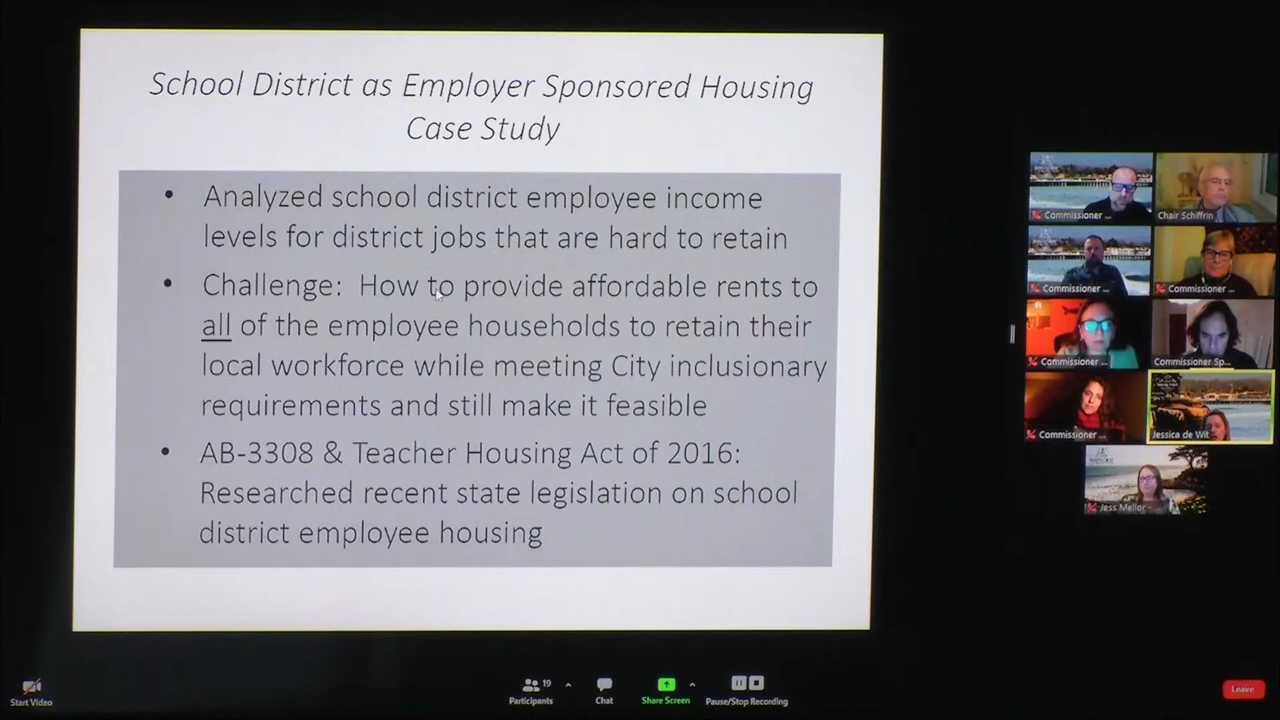 School District as Employer Sponsored Housing
Case Study
• Analyzed school district employee income
levels for district jobs that are hard to retain
• Challenge: How to provide affordable rents to
all of the employee households to retain their
local workforce while meeting City inclusionary
requirements and still make it feasible
• AB-3308 & Teacher Housing Act of 2016:
Researched recent state legislation on school
district employee housing
Commissioner ...
Chair Schiffrin
Commissioner ...
Commissioner ...
Commissioner ...
Commissioner Sp...
Commissioner ...
Jessica de Wit
Jess Mellor
Start Video
19
Participants
Chat
Share Screen
Pause/Stop Recording
Leave